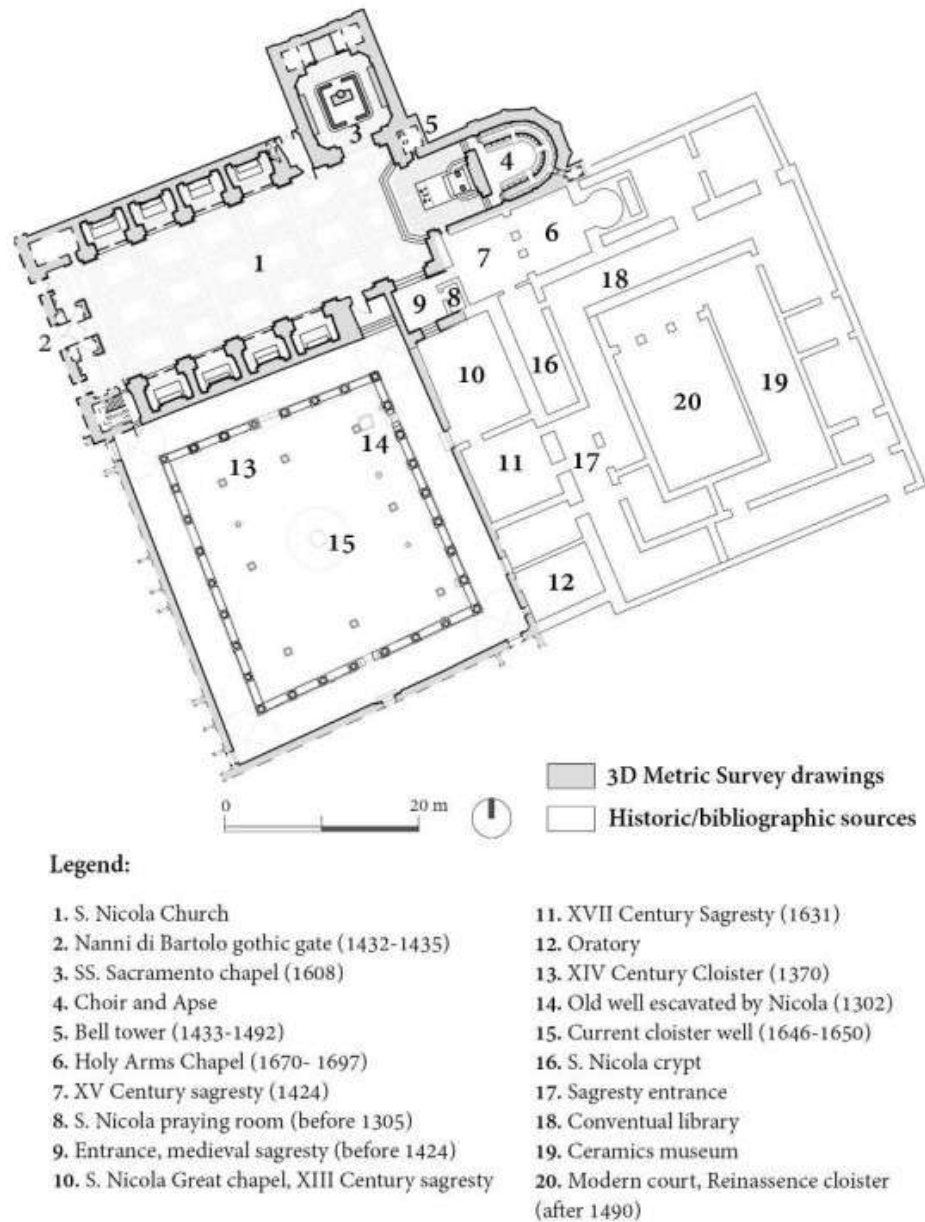 3
5
4
6
7
1
18
9
8
2
10
16
19
20
14
13
11
17
15
12
3D Metric Survey drawings
0
20 m
Historic/bibliographic sources
Legend:
1. S. Nicola Church
2. Nanni di Bartolo gothic gate (1432-1435)
3. SS. Sacramento chapel (1608)
4. Choir and Apse
5. Bell tower (1433-1492)
6. Holy Arms Chapel (1670- 1697)
7. XV Century sagresty (1424)
8. S. Nicola praying room (before 1305)
9. Entrance, medieval sagresty (before 1424)
10. S. Nicola Great chapel, XIII Century sagresty
11. XVII Century Sagresty (1631)
12. Oratory
13. XIV Century Cloister (1370)
14. Old well escavated by Nicola (1302)
15. Current cloister well (1646-1650)
16. S. Nicola crypt
17. Sagresty entrance
18. Conventual library
19. Ceramics museum
20. Modern court, Reinassence cloister
(after 1490)